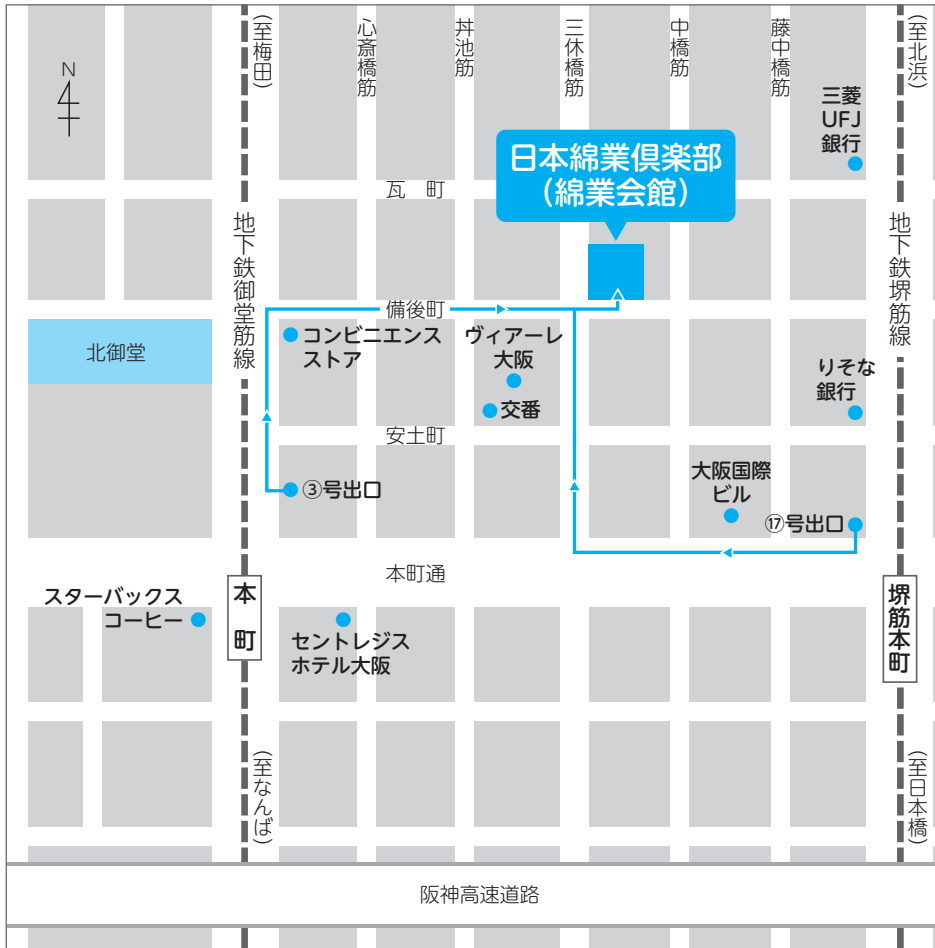 N
(至梅田)
心斎橋筋
丼池筋
三休橋筋
中橋筋
藤中橋筋
(至北浜)
三菱
UFJ
銀行
日本綿業倶楽部
(綿業会館)
瓦 町
地下鉄御堂筋線
地下鉄堺筋線
備後町
北御堂
コンビニエンス
ストア
ヴィアーレ
大阪
交番
りそな
銀行
安土町
③号出口
大阪国際
ビル
⑰号出口
本町通
本町
堺筋本町
スターバックス
コーヒー
セントレジス
ホテル大阪
(至なんば)
(至日本橋)
阪神高速道路